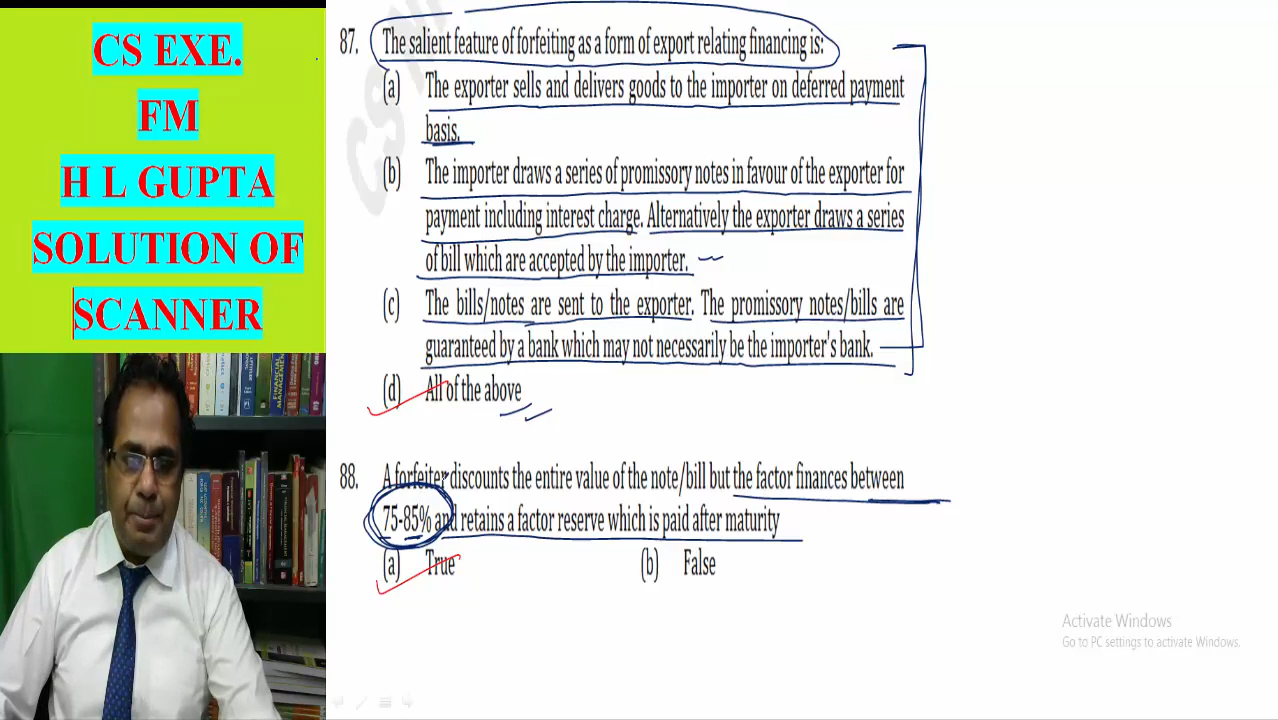 CS EXE.
FM
H L GUPTA
SOLUTION OF
SCANNER
87. The salient feature of forfeiting as a form of export relating financing is:
(a) The exporter sells and delivers goods to the importer on deferred payment
basis.
(b) The importer draws a series of promissory notes in favour of the exporter for
payment including interest charge. Alternatively the exporter draws a series
of bill which are accepted by the importer.
(c) The bills/notes are sent to the exporter. The promissory notes/bills are
guaranteed by a bank which may not necessarily be the importer's bank.
(d) All of the above
88. A forfeiter discounts the entire value of the note/bill but the factor finances between
75-85% and retains a factor reserve which is paid after maturity
(a) True (b) False
Activate Windows
Go to PC settings to activate Windows.